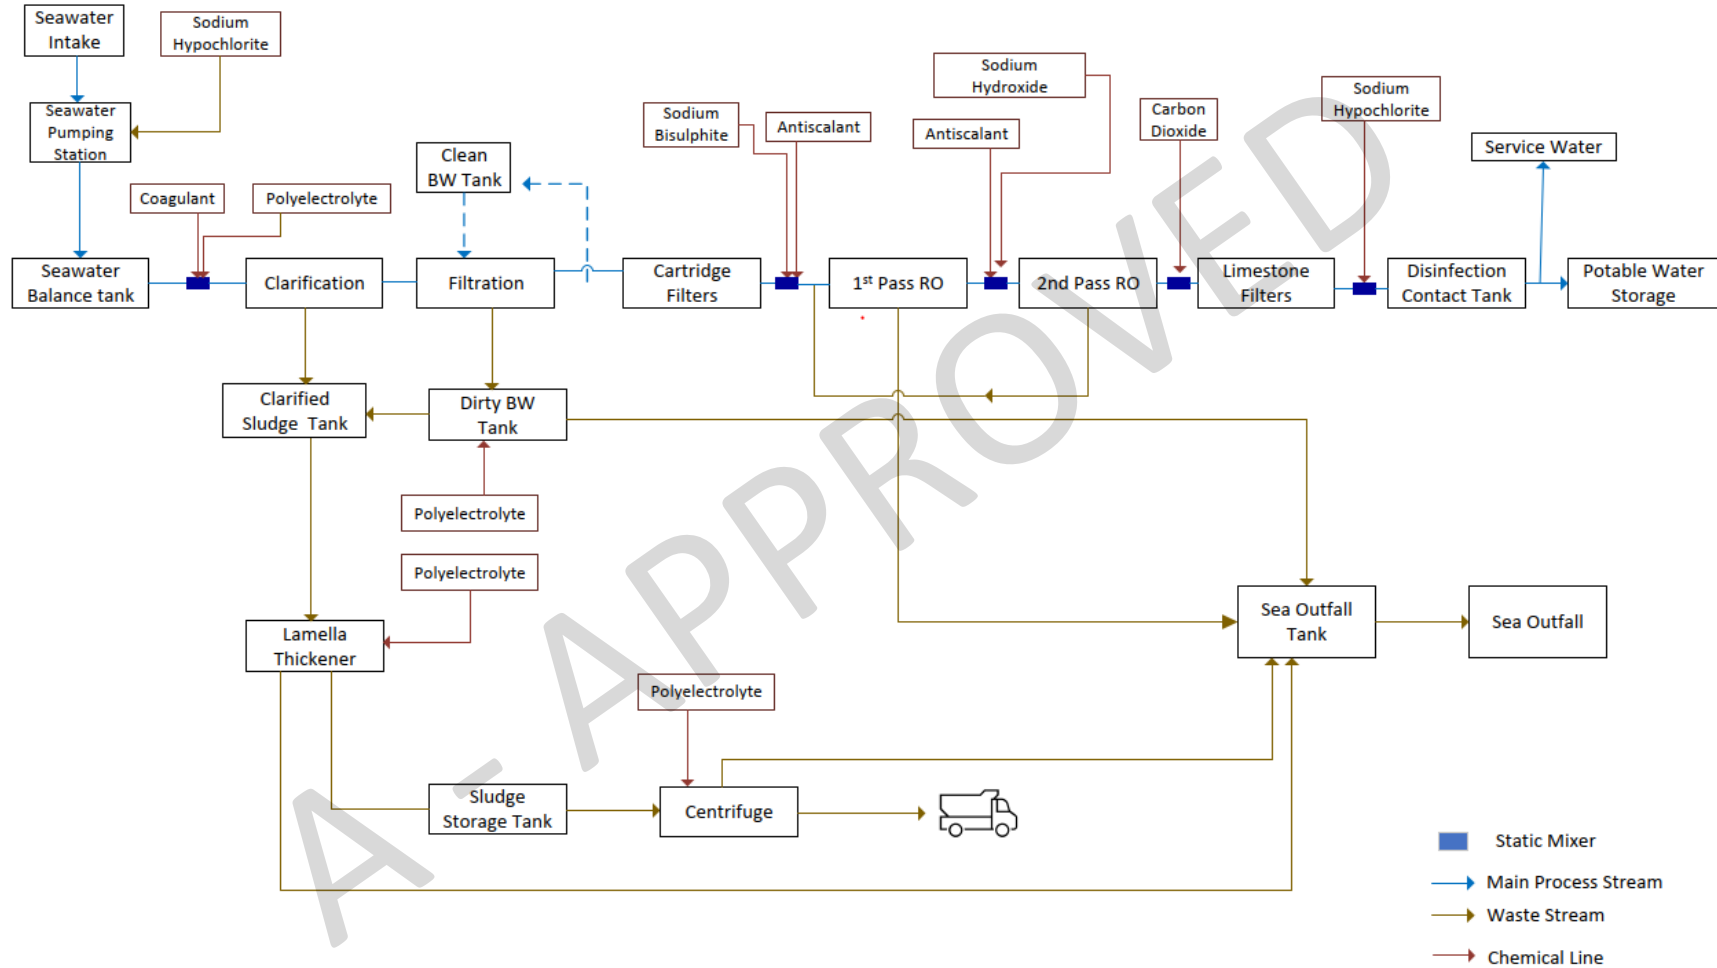 Seawater
Intake
Sodium
Hypochlorite
Seawater
Pumping
Station
Coagulant
Polyelectrolyte
Clean
BW Tank
Sodium
Bisulphite
Antiscalant
Sodium
Hydroxide
Antiscalant
Carbon
Dioxide
Sodium
Hypochlorite
Service Water
Seawater
Balance tank
Clarification
Filtration
Cartridge
Filters
1st Pass RO
2nd Pass RO
Limestone
Filters
Disinfection
Contact Tank
Potable Water
Storage
Clarified
Sludge Tank
Dirty BW
Tank
Polyelectrolyte
Polyelectrolyte
Lamella
Thickener
Sea Outfall
Tank
Sea Outfall
Polyelectrolyte
Sludge
Storage Tank
Centrifuge
Static Mixer
Main Process Stream
Waste Stream
Chemical Line
A - APPROVED